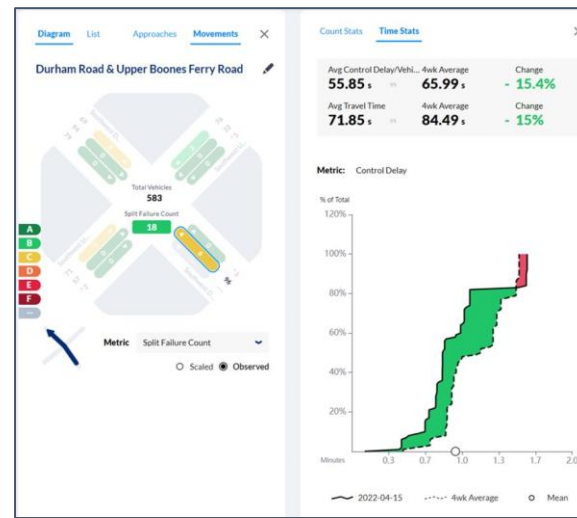 Diagram List Approaches Movements ×
Durham Road & Upper Boones Ferry Road
Total Vehicles
583
Split Failure Count
18
A
B
C
D
E
F
96
Metric Split Failure Count
Scaled Observed
Count Stats Time Stats
Avg Control Delay/Vehi... 4wk Average Change
55.85 s 65.99 s - 15.4%
Avg Travel Time 4wk Average Change
71.85 s 84.49 s - 15%
Metric: Control Delay
% of Total
120%
100%
80%
60%
40%
20%
Minutes 0.3 0.7 1.0 1.3 1.7 2.0
2022-04-15 4wk Average Mean